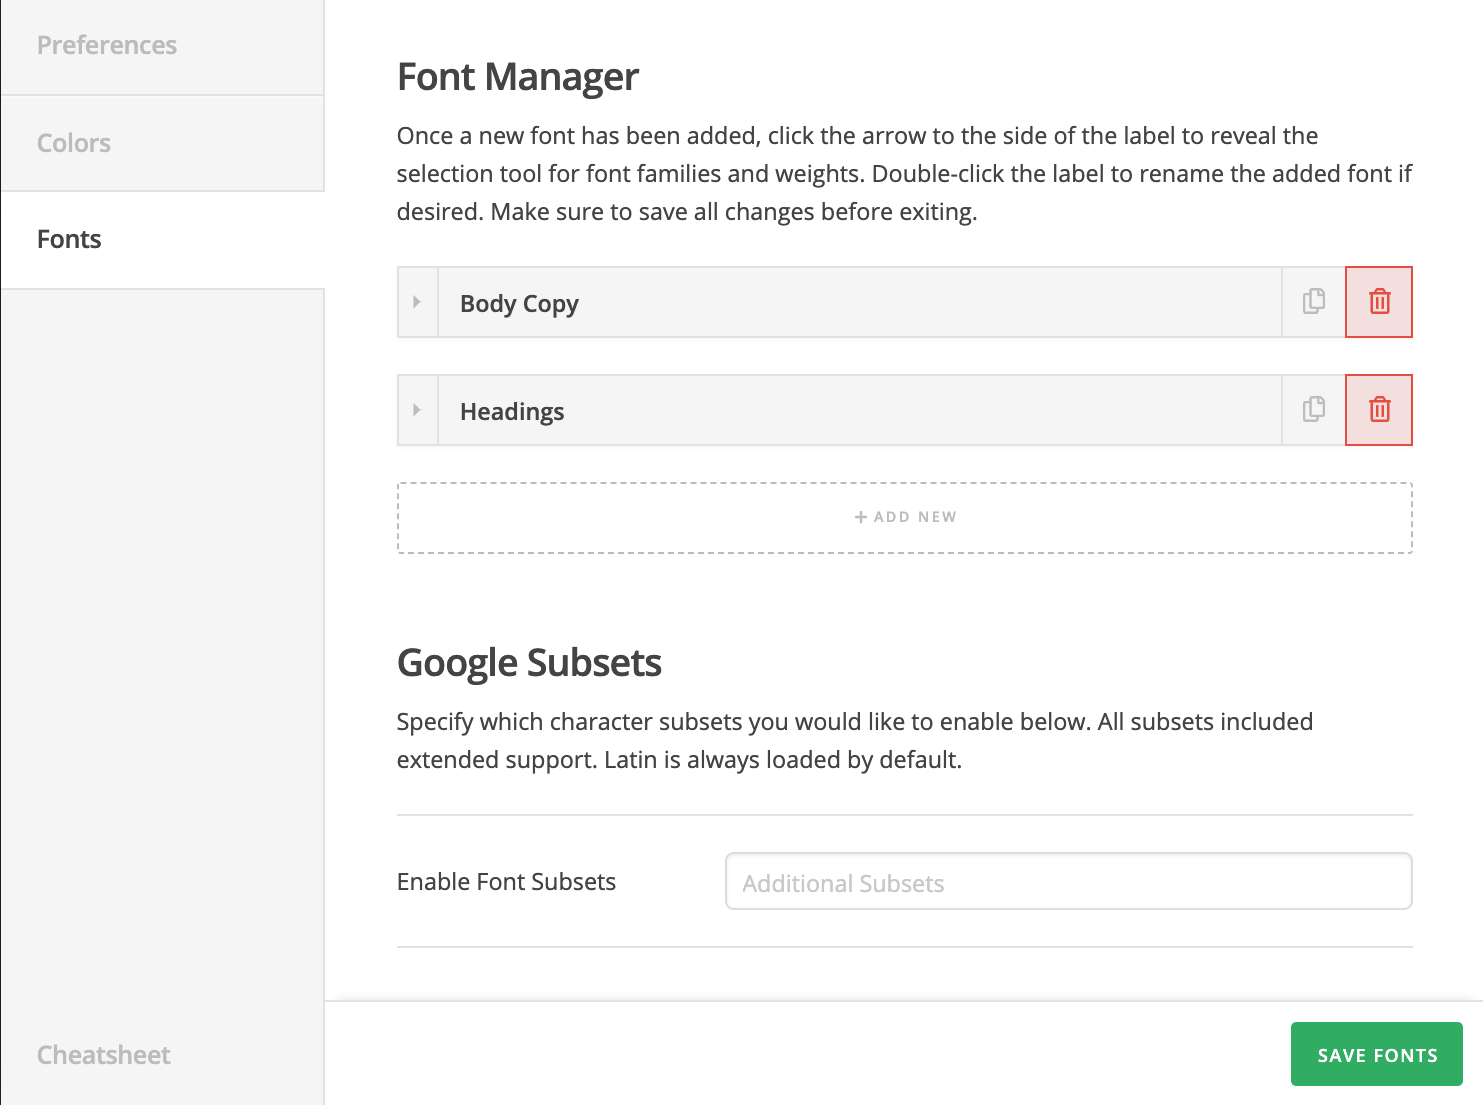 Preferences
Colors
Fonts
Cheatsheet
Font Manager
Once a new font has been added, click the arrow to the side of the label to reveal the
selection tool for font families and weights. Double-click the label to rename the added font if
desired. Make sure to save all changes before exiting.
Body Copy
Headings
+ ADD NEW
Google Subsets
Specify which character subsets you would like to enable below. All subsets included
extended support. Latin is always loaded by default.
Enable Font Subsets
Additional Subsets
SAVE FONTS